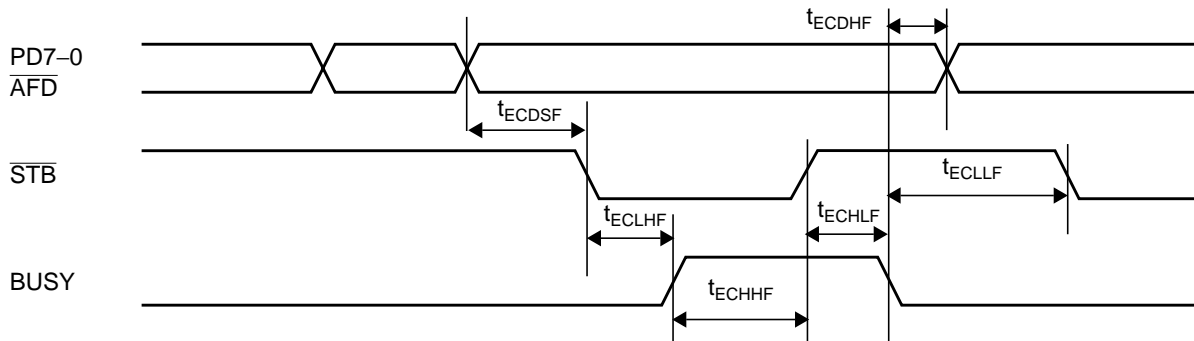 tECDHF
PD7–0
AFD
tECDSF
STB
tECLLF
tECLHF
tECHLF
BUSY
tECHHF